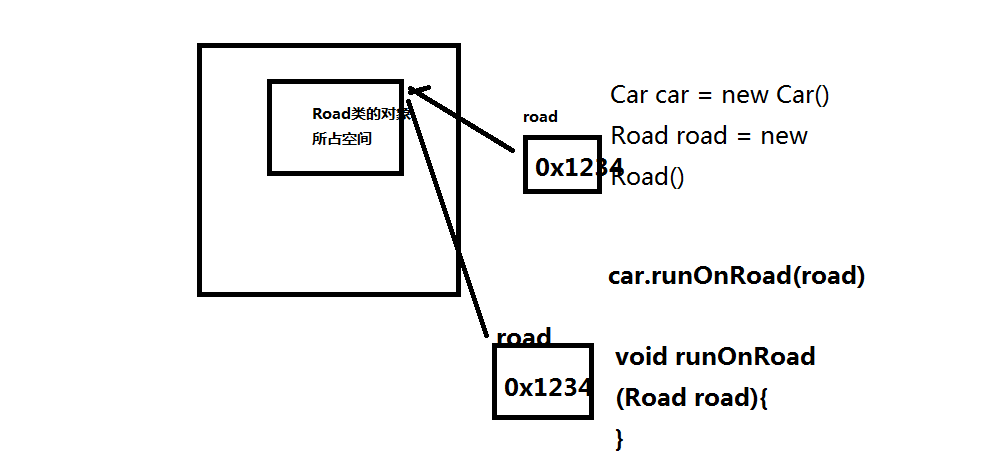 Road类的对象
所占空间
road
0x1234
Car car = new Car()
Road road = new
Road()
car.runOnRoad(road)
road
0x1234
void runOnRoad
(Road road){
}